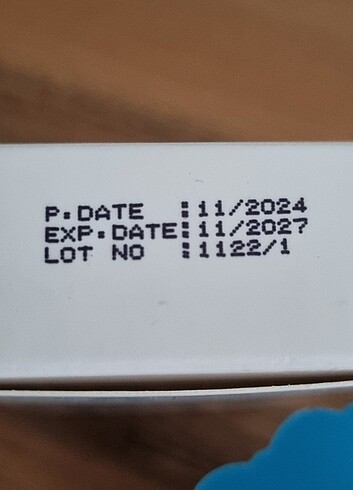 P.DATE :11/2024
EXP.DATE:11/2027
LOT NO :1122/1